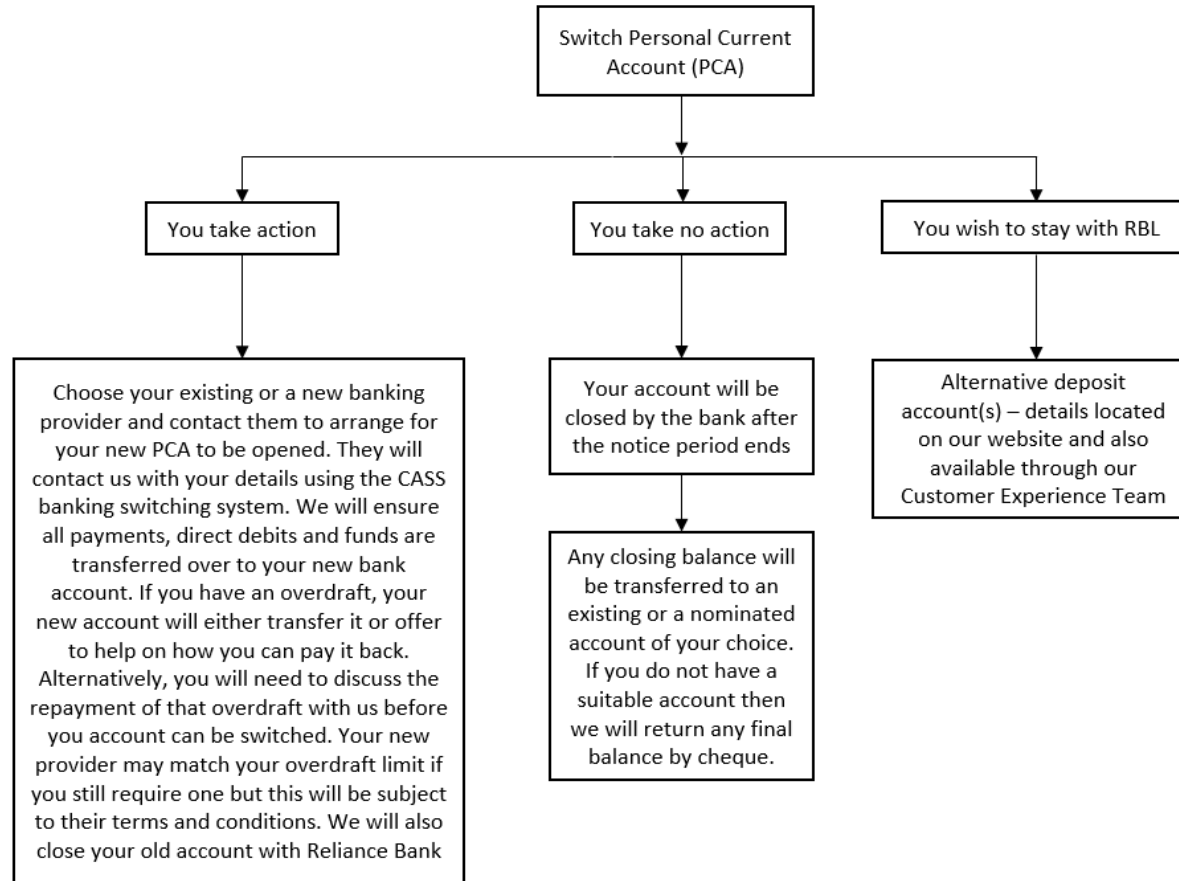 Switch Personal Current
Account (PCA)
You take action
You take no action
You wish to stay with RBL
Choose your existing or a new banking
provider and contact them to arrange for
your new PCA to be opened. They will
contact us with your details using the CASS
banking switching system. We will ensure
all payments, direct debits and funds are
transferred over to your new bank
account. If you have an overdraft, your
new account will either transfer it or offer
to help on how you can pay it back.
Alternatively, you will need to discuss the
repayment of that overdraft with us before
you account can be switched. Your new
provider may match your overdraft limit if
you still require one but this will be subject
to their terms and conditions. We will also
close your old account with Reliance Bank
Your account will be
closed by the bank after
the notice period ends
Any closing balance will
be transferred to an
existing or a nominated
account of your choice.
If you do not have a
suitable account then
we will return any final
balance by cheque.
Alternative deposit
account(s) – details located
on our website and also
available through our
Customer Experience Team